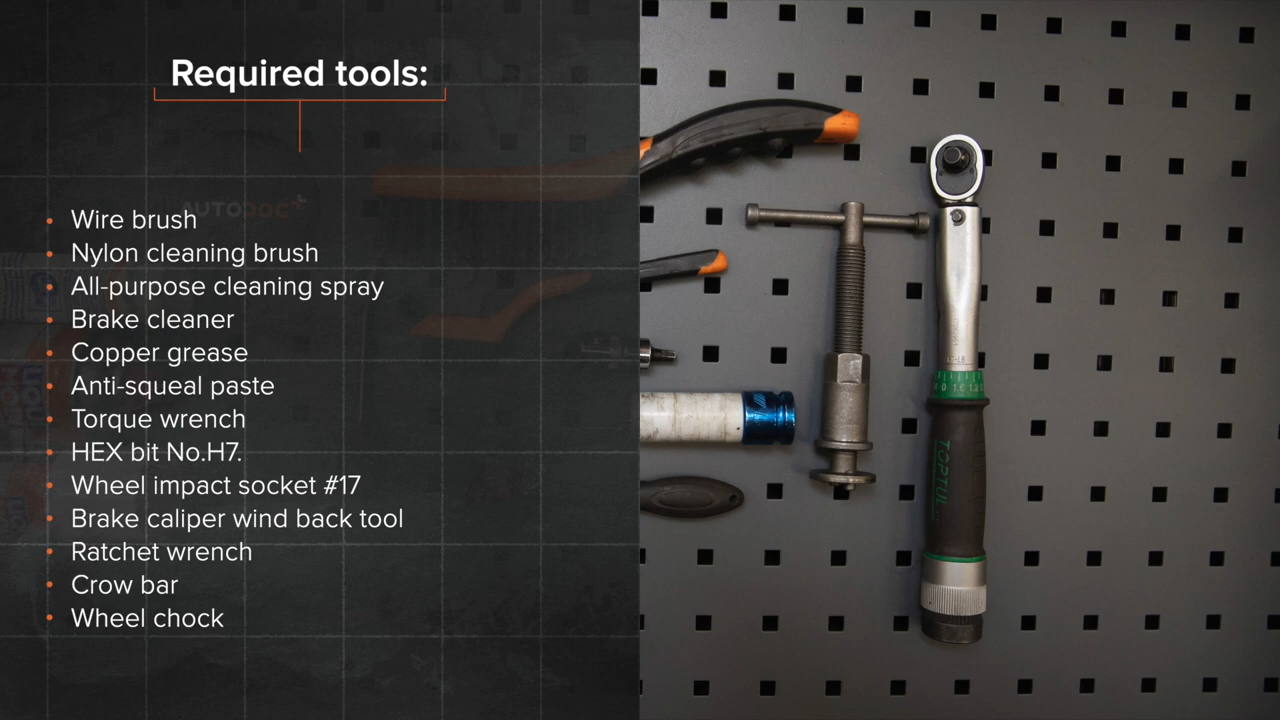 Required tools:
AUTODOC
• Wire brush
• Nylon cleaning brush
• All-purpose cleaning spray
• Brake cleaner
• Copper grease
• Anti-squeal paste
• Torque wrench
• HEX bit No.H7.
• Wheel impact socket #17
• Brake caliper wind back tool
• Ratchet wrench
• Crow bar
• Wheel chock
TOPTUL